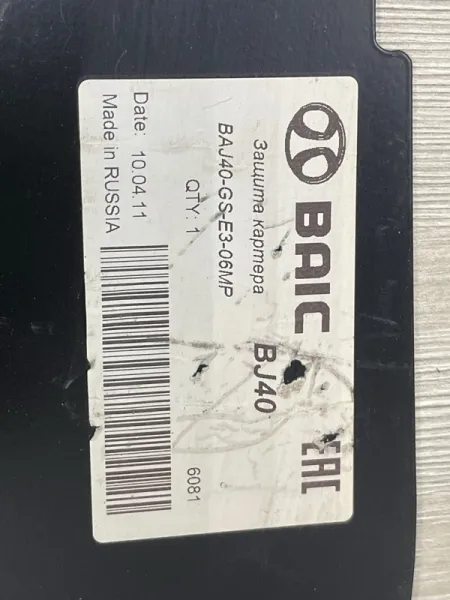 BAIC
BJ40
EAC
Защита картера
BAJ40-GS-E3-06MP
QTY: 1
6081
Date: 10.04.11
Made in RUSSIA